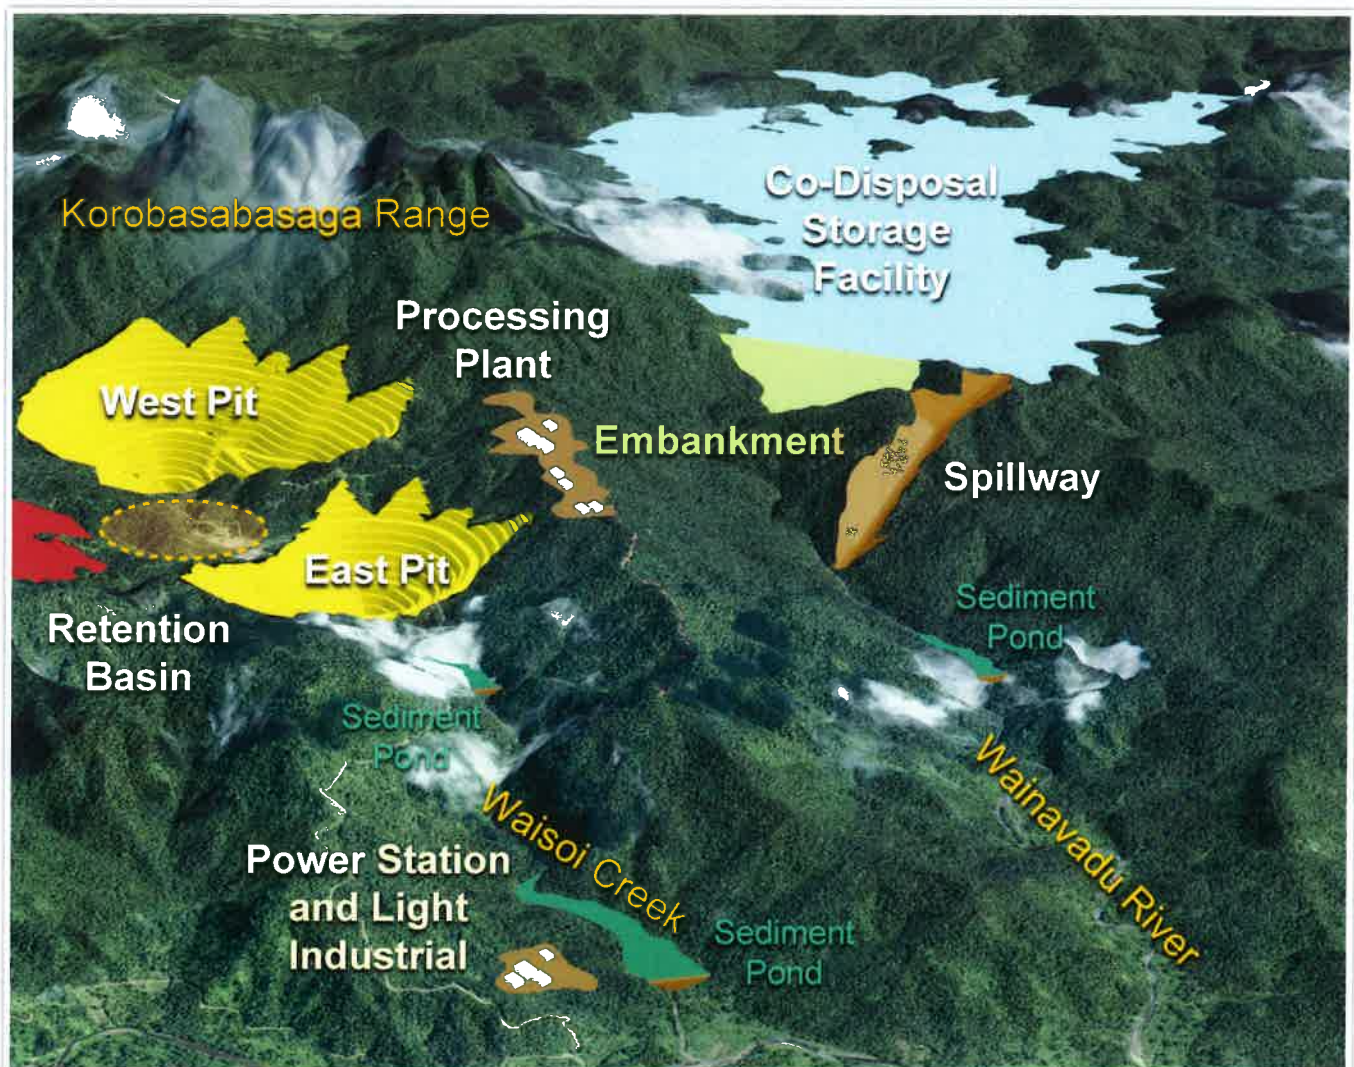 Co-Disposal
Storage
Facility
Korobasabasaga Range
Processing
Plant
West Pit
Embankment
Spillway
East Pit
Sediment
Pond
Retention
Basin
Sediment
Pond
Wainavadu River
Waisoi Creek
Power Station
and Light
Industrial
Sediment
Pond